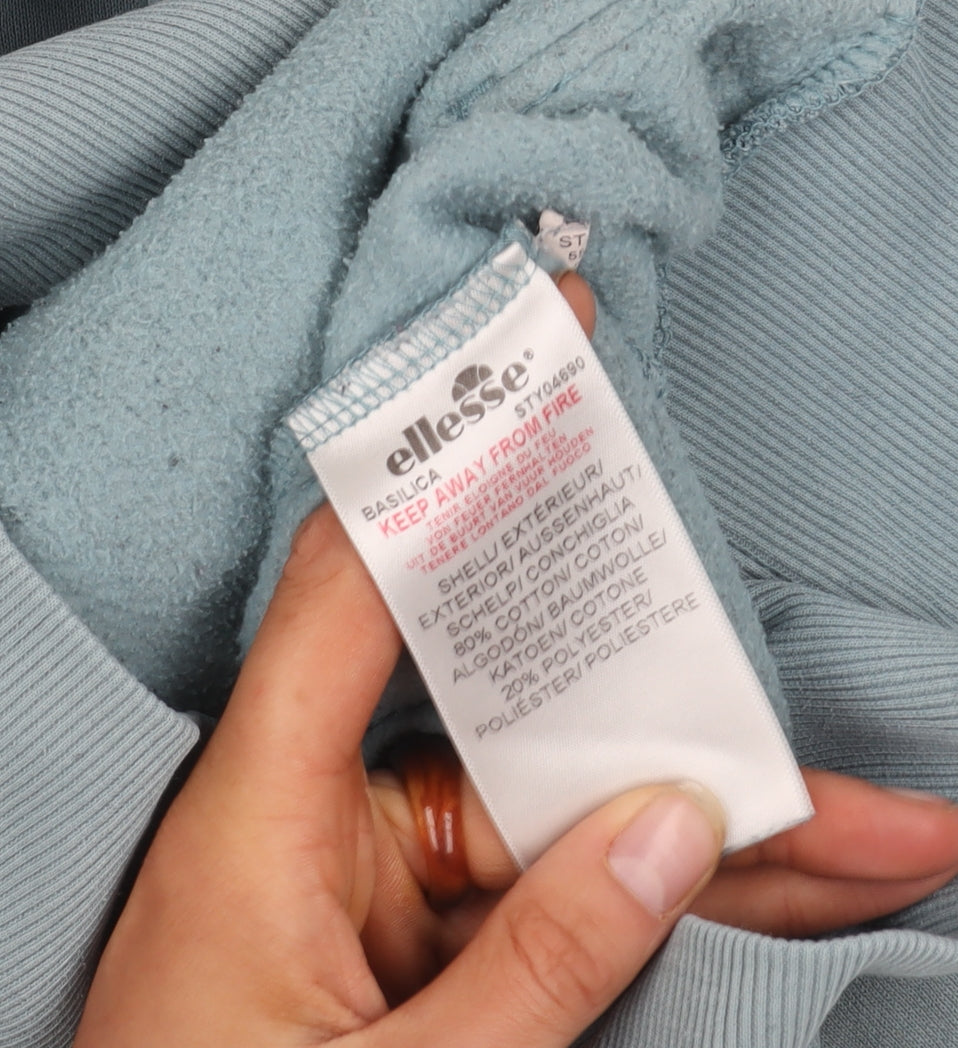 ST
ellesse®
BASILICA STY04690
KEEP AWAY FROM FIRE
TENIR ELOIGNE DU FEU
VON FEUER FERNHALTEN
UIT DE BUURT VAN VUUR HOUDEN
TENERE LONTANO DAL FUOCO
SHELL/ EXTÉRIEUR/
EXTERIOR/ AUSSENHAUT/
SCHELP/ CONCHIGLIA
80% COTTON/ COTON/
ALGODÓN/ BAUMWOLLE/
KATOEN/ COTONE
20% POLYESTER/
POLIÉSTER/ POLIESTERE